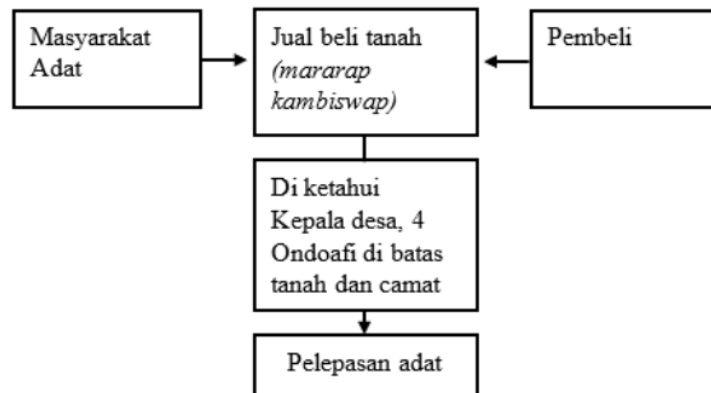 Masyarakat
Adat
Jual beli tanah
(mararap
kambiswap)
Pembeli
Di ketahui
Kepala desa, 4
Ondoafi di batas
tanah dan camat
Pelepasan adat